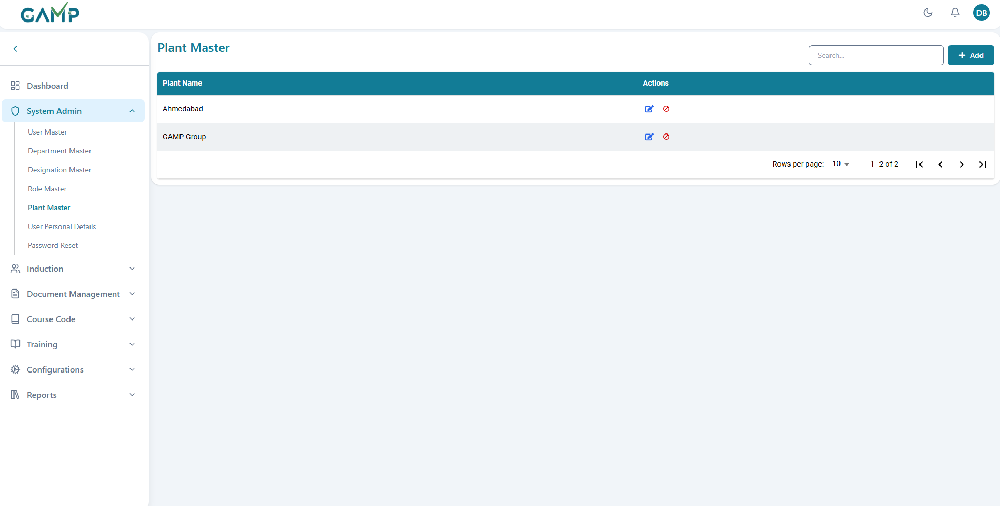 GAMP
DB
Plant Master
Search...
Add
Plant Name
Actions
Ahmedabad
GAMP Group
Rows per page:
10
1–2 of 2
Dashboard
System Admin
User Master
Department Master
Designation Master
Role Master
Plant Master
User Personal Details
Password Reset
Induction
Document Management
Course Code
Training
Configurations
Reports